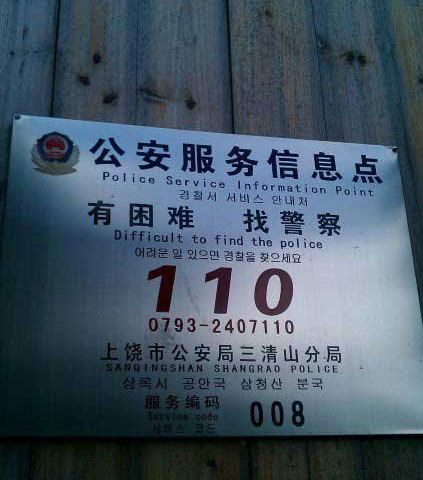 公安服务信息点
Police Service Information Point
경찰서 서비스 안내처
有困难 找警察
Difficult to find the police
어려운 일 있으면 경찰을 찾으세요
110
0793-2407110
上饶市公安局三清山分局
SANQINGSHAN SHANGRAO POLICE
상록시 공안국 삼청산 분국
服务编码 008
Service code
서비스 코드